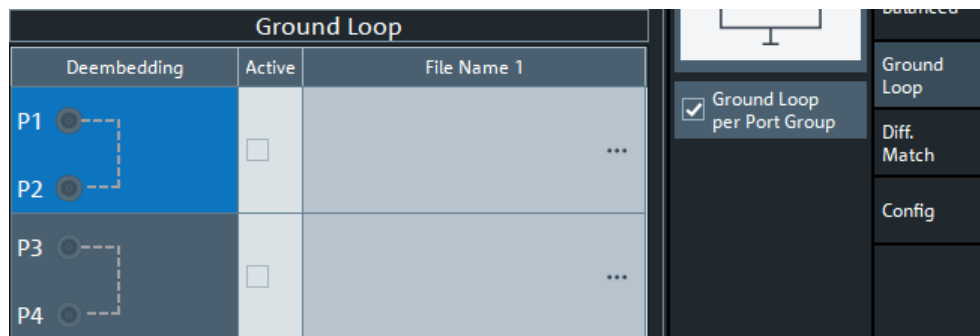 Ground Loop
Deembedding Active File Name 1
P1
...
P2
P3
...
P4
Ground Loop
per Port Group
Balanced
Ground
Loop
Diff.
Match
Config